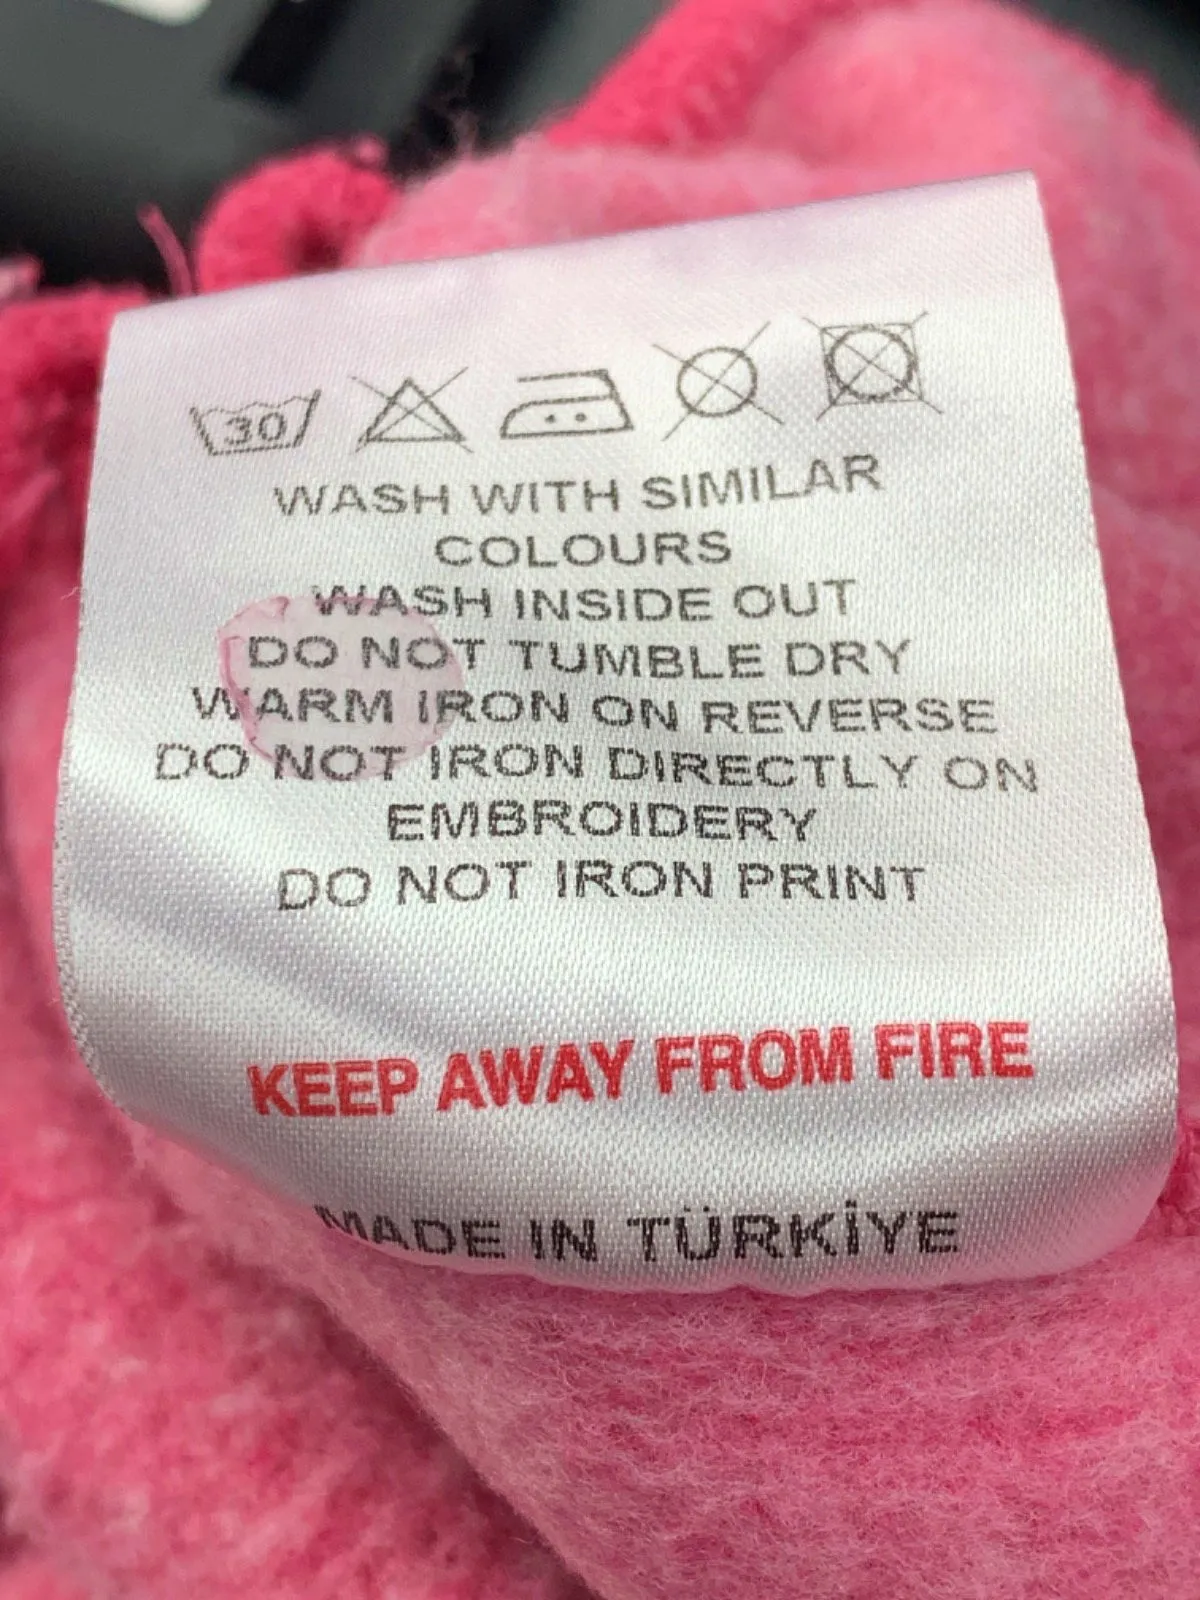 30
WASH WITH SIMILAR
COLOURS
WASH INSIDE OUT
DO NOT TUMBLE DRY
WARM IRON ON REVERSE
DO NOT IRON DIRECTLY ON
EMBROIDERY
DO NOT IRON PRINT
KEEP AWAY FROM FIRE
MADE IN TÜRKİYE